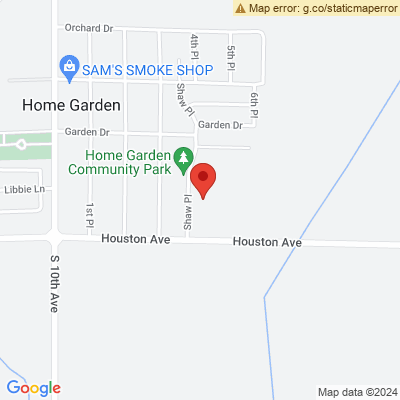 Map error: g.co/staticmaperror
Orchard Dr
4th Pl
5th Pl
6th Pl
SAM'S SMOKE SHOP
Shaw Pl
Home Garden
Garden Dr
Garden Dr
Home Garden
Community Park
Libbie Ln
1st Pl
Shaw Pl
Houston Ave
Houston Ave
S 10th Ave
Google
Map data ©2024